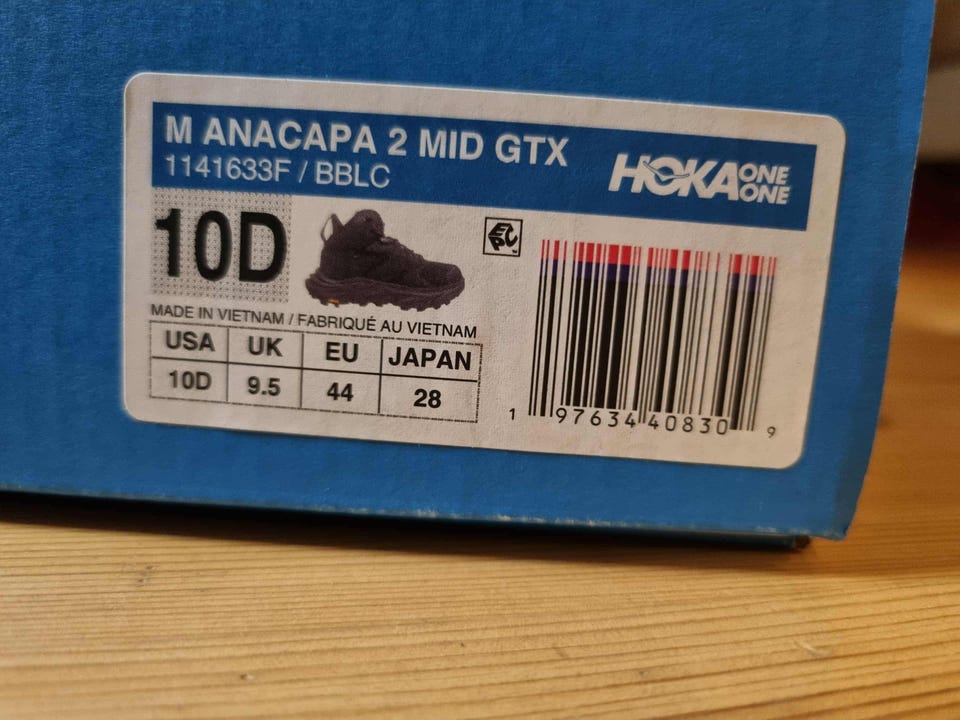 M ANACAPA 2 MID GTX
1141633F / BBLC
HOKA ONE ONE
10D
EPC
MADE IN VIETNAM / FABRIQUÉ AU VIETNAM
USA UK EU JAPAN
10D 9.5 44 28
1 97634 40830 9